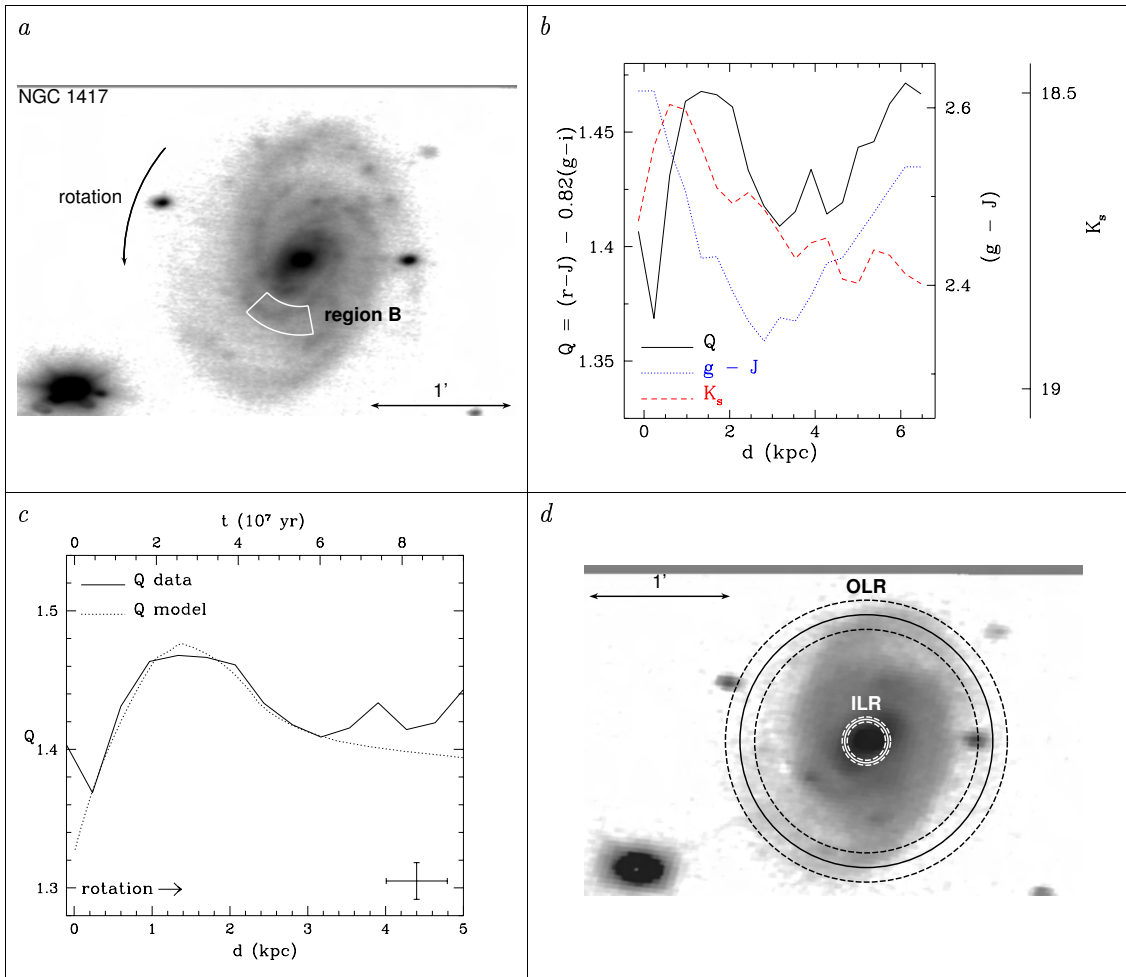 a
NGC 1417
rotation
region B
1'
b
Q = (r−J) − 0.82(g−i)
1.45
1.4
1.35
Q
g − J
K_s
0 2 4 6
d (kpc)
2.6
2.4
(g − J)
18.5
19
K_s
c
t (10⁷ yr)
0 2 4 6 8
Q data
Q model
Q
1.5
1.4
1.3
rotation →
0 1 2 3 4 5
d (kpc)
d
1'
OLR
ILR